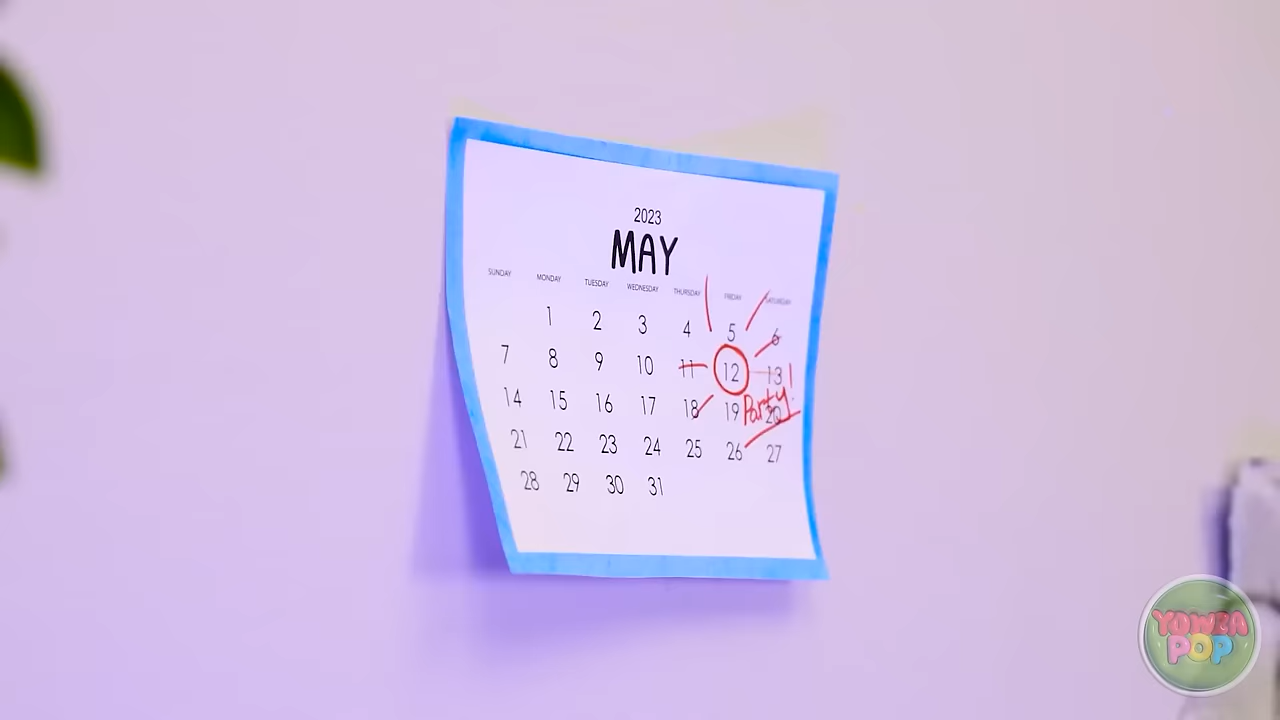 2023
MAY
SUNDAY MONDAY TUESDAY WEDNESDAY THURSDAY FRIDAY SATURDAY
1 2 3 4 5 6
7 8 9 10 11 12 13
14 15 16 17 18 19 20
Party!
21 22 23 24 25 26 27
28 29 30 31
YOWZA
POP